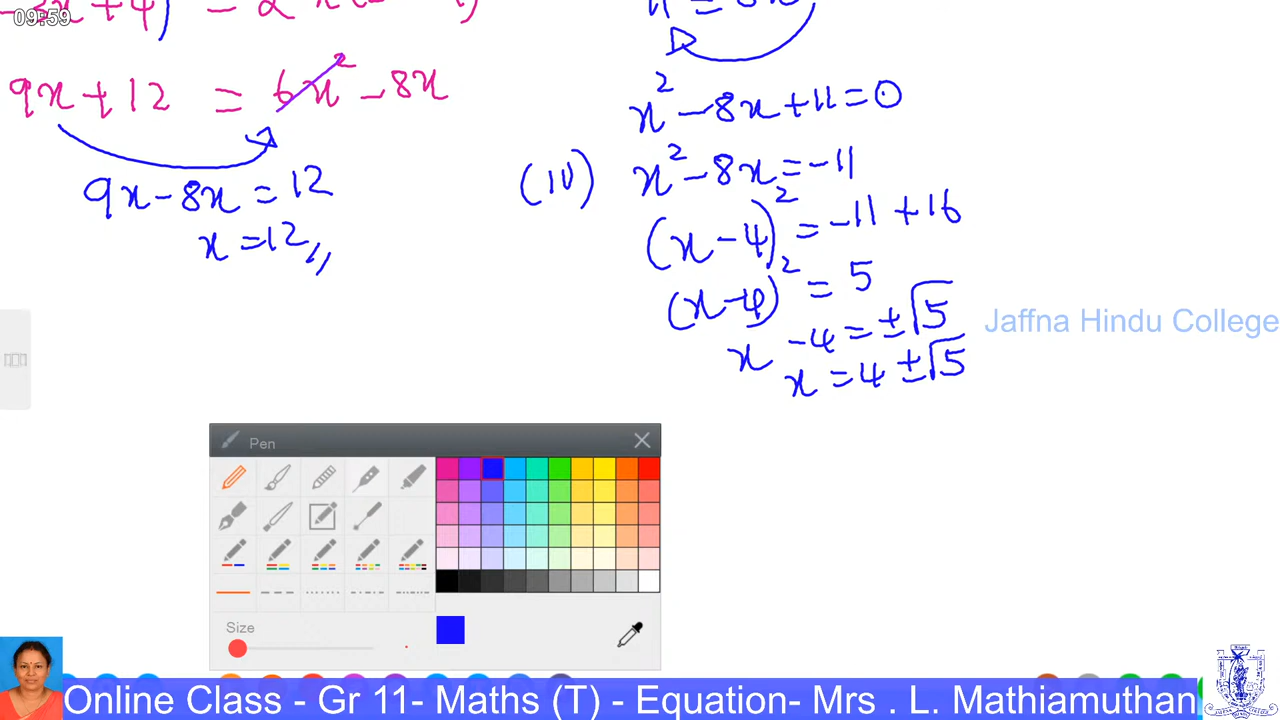 09:59
9x + 12 = 6x² - 8x
9x - 8x = 12
x = 12 //
x² - 8x + 11 = 0
(iv) x² - 8x = -11
(x - 4)² = -11 + 16
(x - 4)² = 5
x - 4 = ±√5
x = 4 ±√5
Jaffna Hindu College
Pen
Size
Online Class - Gr 11- Maths (T) - Equation- Mrs . L. Mathiamuthan